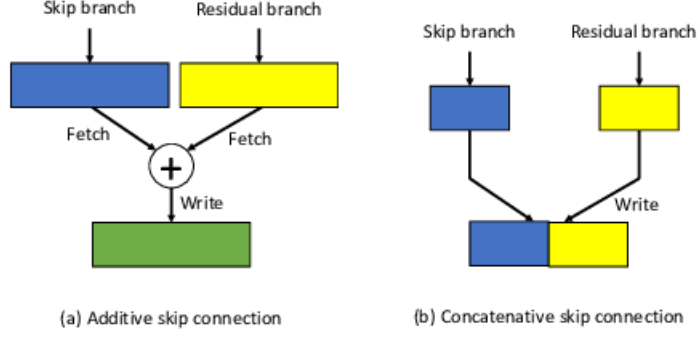 Skip branch
Residual branch
Fetch
Fetch
+
Write
(a) Additive skip connection
Skip branch
Residual branch
Write
(b) Concatenative skip connection